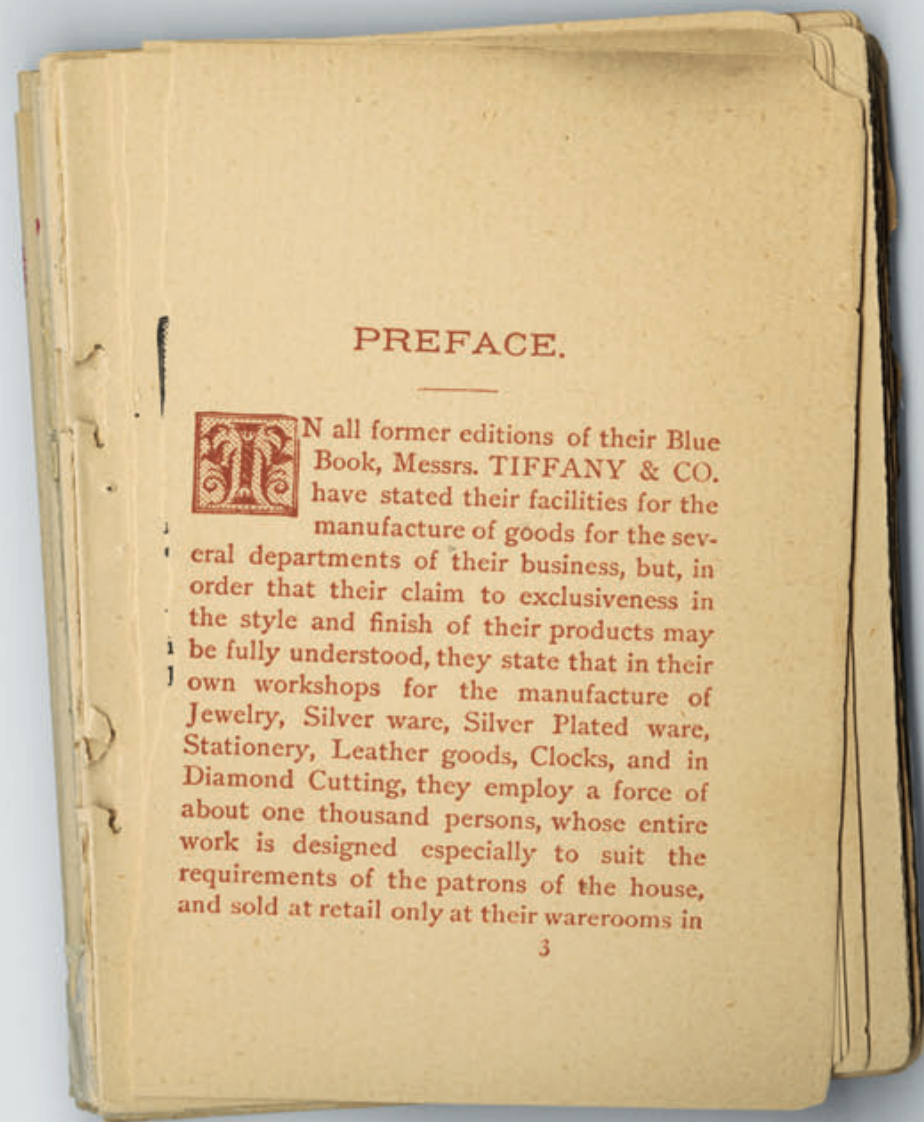 PREFACE.
IN all former editions of their Blue
Book, Messrs. TIFFANY & CO.
have stated their facilities for the
manufacture of goods for the sev-
eral departments of their business, but, in
order that their claim to exclusiveness in
the style and finish of their products may
be fully understood, they state that in their
own workshops for the manufacture of
Jewelry, Silver ware, Silver Plated ware,
Stationery, Leather goods, Clocks, and in
Diamond Cutting, they employ a force of
about one thousand persons, whose entire
work is designed especially to suit the
requirements of the patrons of the house,
and sold at retail only at their warerooms in
3